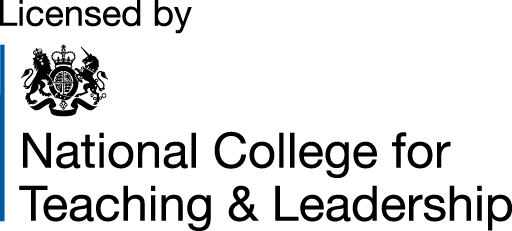 Licensed by
National College for
Teaching & Leadership